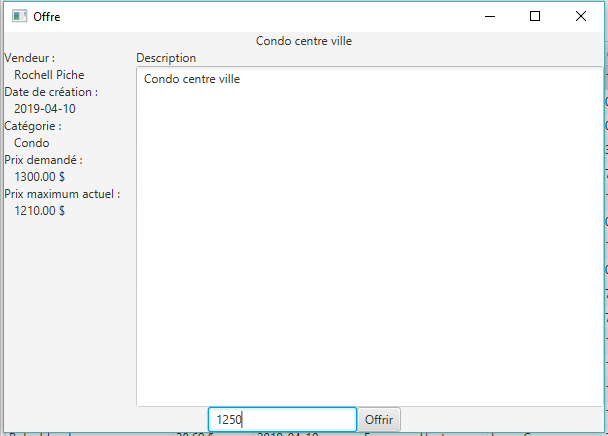 Offre
Condo centre ville
Vendeur :
Rochell Piche
Date de création :
2019-04-10
Catégorie :
Condo
Prix demandé :
1300.00 $
Prix maximum actuel :
1210.00 $
Description
Condo centre ville
1250
Offrir